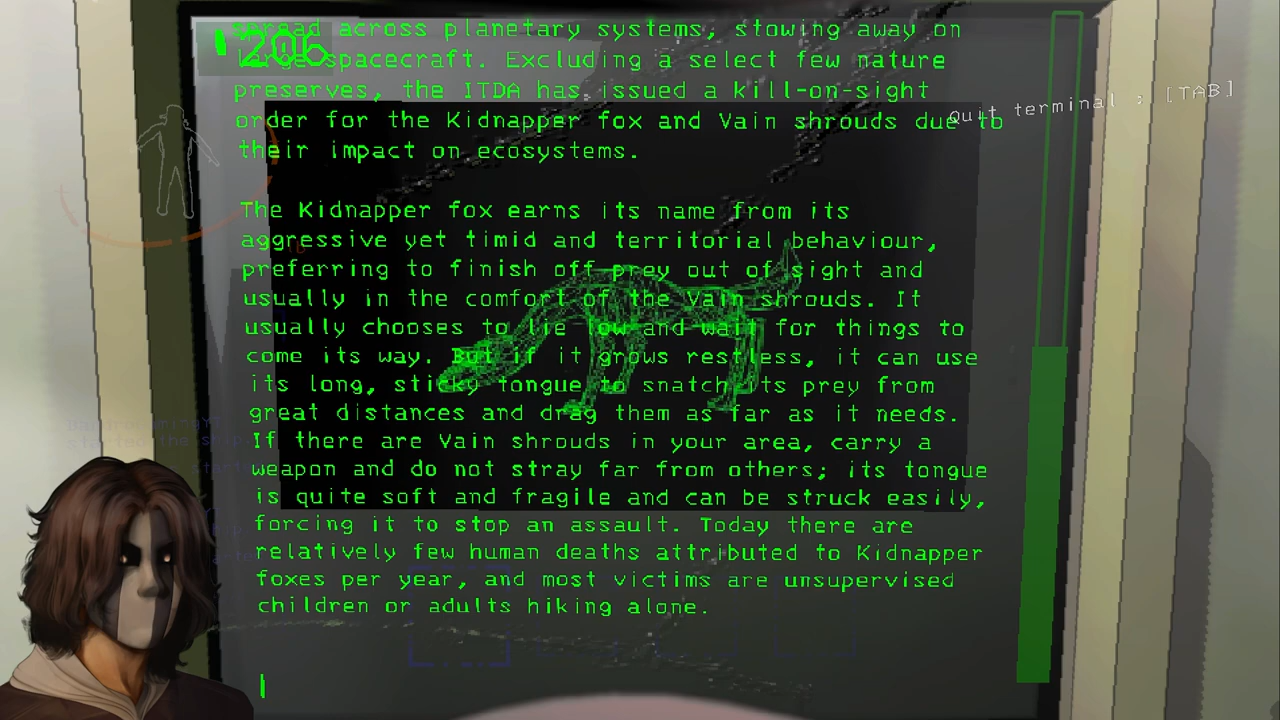 206
spread across planetary systems, stowing away on
large spacecraft. Excluding a select few nature
preserves, the ITDA has issued a kill-on-sight
Quit terminal : [TAB]
order for the Kidnapper fox and Vain shrouds due to
their impact on ecosystems.
The Kidnapper fox earns its name from its
aggressive yet timid and territorial behaviour,
preferring to finish off prey out of sight and
usually in the comfort of the Vain shrouds. It
usually chooses to lie low and wait for things to
come its way. But if it grows restless, it can use
its long, sticky tongue to snatch its prey from
great distances and drag them as far as it needs.
If there are Vain shrouds in your area, carry a
weapon and do not stray far from others; its tongue
is quite soft and fragile and can be struck easily,
forcing it to stop an assault. Today there are
relatively few human deaths attributed to Kidnapper
foxes per year, and most victims are unsupervised
children or adults hiking alone.
started the ship.